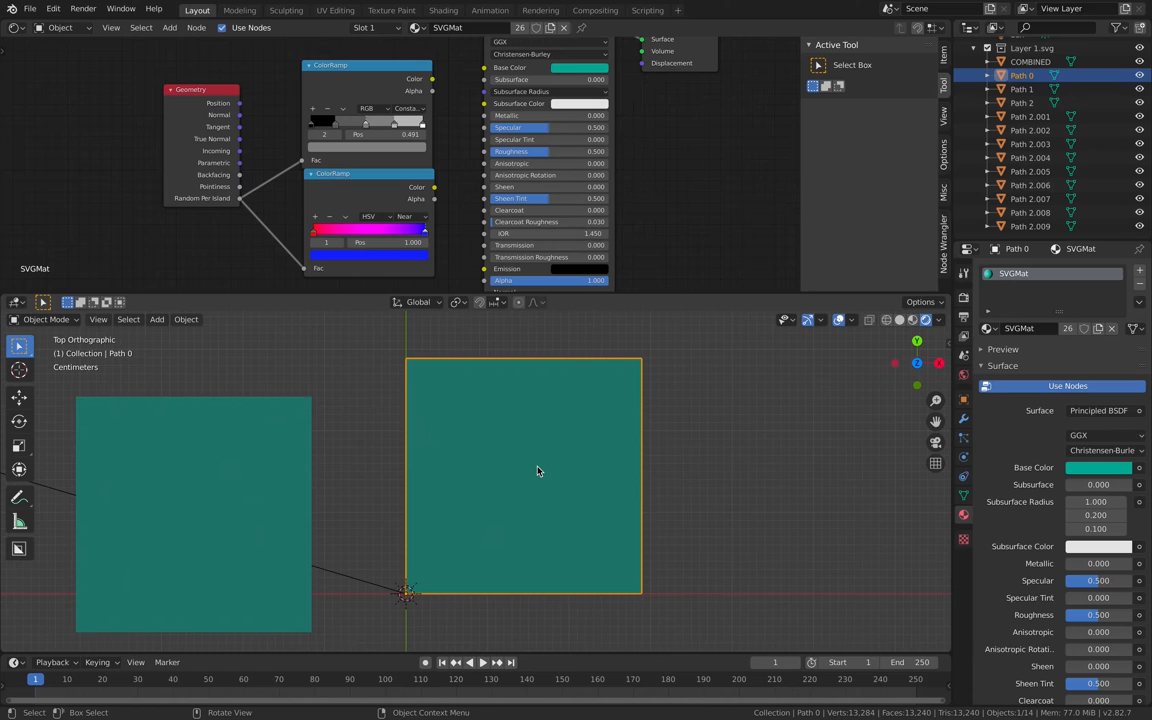 File Edit Render Window Help Layout Modeling Sculpting UV Editing Texture Paint Shading Animation Rendering Compositing Scripting Scene View Layer
Object View Select Add Node Use Nodes Slot 1 SVGMat 26
Geometry
Position
Normal
Tangent
True Normal
Incoming
Parametric
Backfacing
Pointiness
Random Per Island
ColorRamp
Color
Alpha
RGB Consta...
2 Pos 0.491
Fac
ColorRamp
Color
Alpha
HSV Near
1 Pos 1.000
Fac
GGX
Christensen-Burley
Base Color
Subsurface 0.000
Subsurface Radius
Subsurface Color
Metallic 0.000
Specular 0.500
Specular Tint 0.000
Roughness 0.500
Anisotropic 0.000
Anisotropic Rotation 0.000
Sheen 0.000
Sheen Tint 0.500
Clearcoat 0.000
Clearcoat Roughness 0.030
IOR 1.450
Transmission 0.000
Transmission Roughness 0.000
Emission
Alpha 1.000
Surface
Volume
Displacement
SVGMat
Active Tool
Select Box
Item
Tool
View
Options
Misc
Node Wrangler
Layer 1.svg
COMBINED
Path 0
Path 1
Path 2
Path 2.001
Path 2.002
Path 2.003
Path 2.004
Path 2.005
Path 2.006
Path 2.007
Path 2.008
Path 2.009
Path 0 SVGMat
SVGMat
SVGMat 26
Preview
Surface
Use Nodes
Surface Principled BSDF
GGX
Christensen-Burle
Base Color
Subsurface 0.000
Subsurface Radius 1.000
0.200
0.100
Subsurface Color
Metallic 0.000
Specular 0.500
Specular Tint 0.000
Roughness 0.500
Anisotropic 0.000
Anisotropic Rotati.. 0.000
Sheen 0.000
Sheen Tint 0.500
Clearcoat 0.000
Global Options
Object Mode View Select Add Object
Top Orthographic
(1) Collection | Path 0
Centimeters
Y
X
Z
Playback Keying View Marker 1 Start 1 End 250
1 10 20 30 40 50 60 70 80 90 100 110 120 130 140 150 160 170 180 190 200 210 220 230 240 250
Select Box Select Rotate View Object Context Menu Collection | Path 0 | Verts:13,284 | Faces:13,240 | Tris:13,240 | Objects:1/14 | Mem: 77.0 MiB | v2.82.7